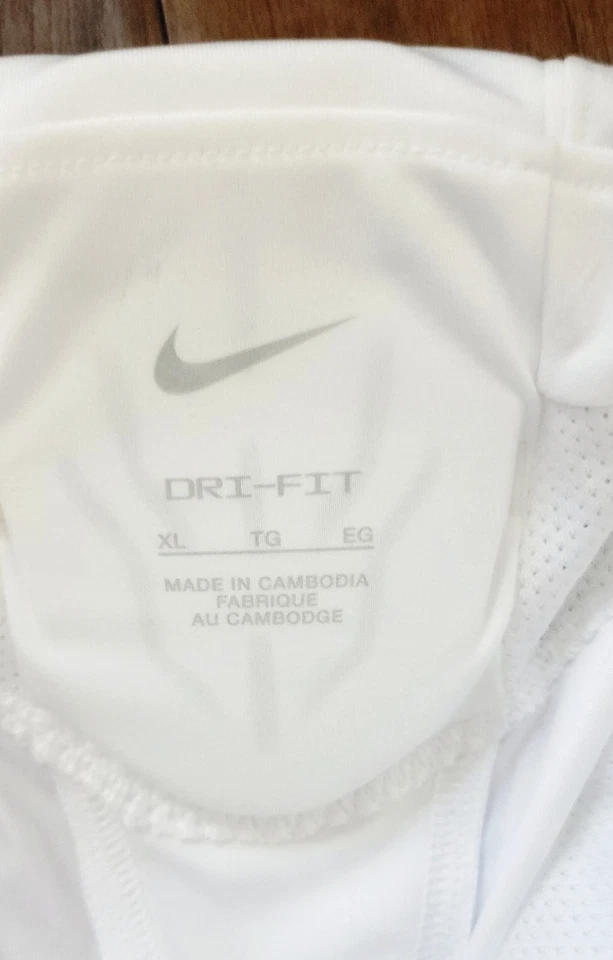 DRI-FIT
XL TG EG
MADE IN CAMBODIA
FABRIQUE
AU CAMBODGE